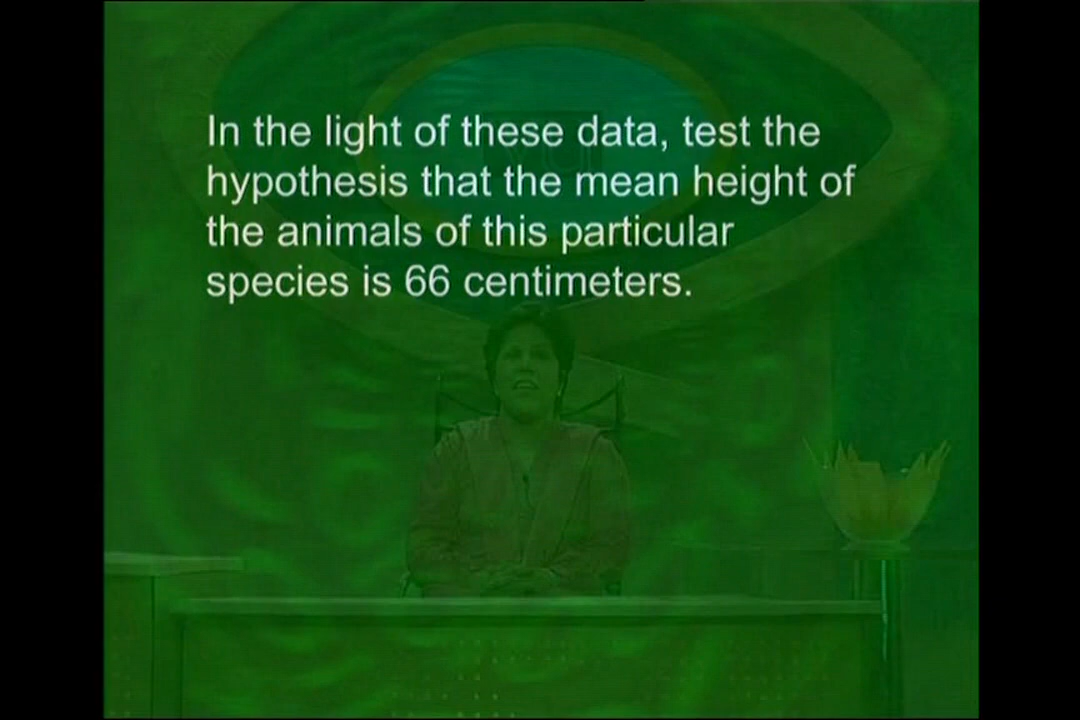 In the light of these data, test the
hypothesis that the mean height of
the animals of this particular
species is 66 centimeters.